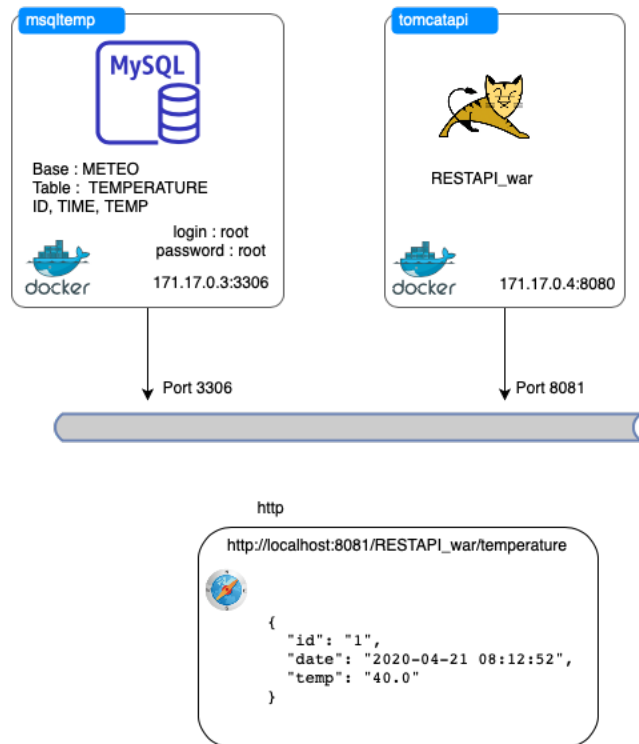 msqltemp
MySQL
Base : METEO
Table : TEMPERATURE
ID, TIME, TEMP
login : root
password : root
docker
171.17.0.3:3306
tomcatapi
RESTAPI_war
docker
171.17.0.4:8080
Port 3306
Port 8081
http
http://localhost:8081/RESTAPI_war/temperature
{
"id": "1",
"date": "2020-04-21 08:12:52",
"temp": "40.0"
}